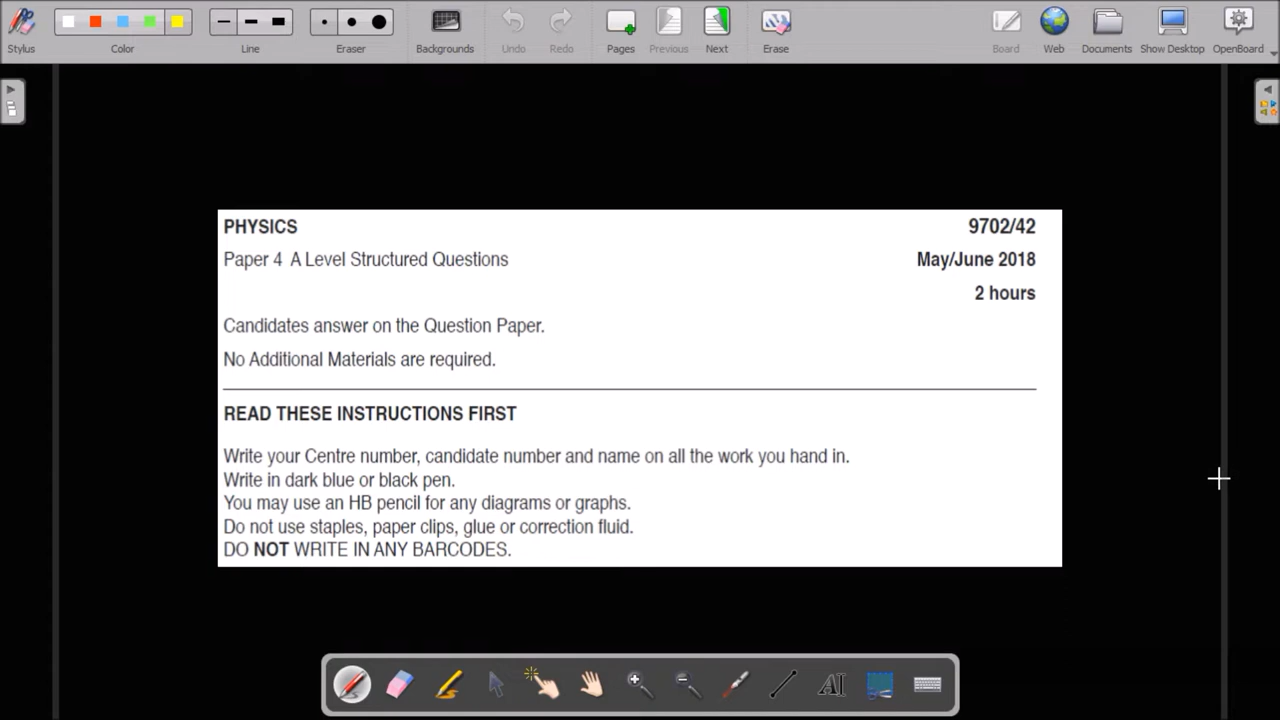 Stylus Color Line Eraser Backgrounds Undo Redo Pages Previous Next Erase Board Web Documents Show Desktop OpenBoard
PHYSICS 9702/42
Paper 4 A Level Structured Questions May/June 2018
2 hours
Candidates answer on the Question Paper.
No Additional Materials are required.
READ THESE INSTRUCTIONS FIRST
Write your Centre number, candidate number and name on all the work you hand in.
Write in dark blue or black pen.
You may use an HB pencil for any diagrams or graphs.
Do not use staples, paper clips, glue or correction fluid.
DO NOT WRITE IN ANY BARCODES.
AI